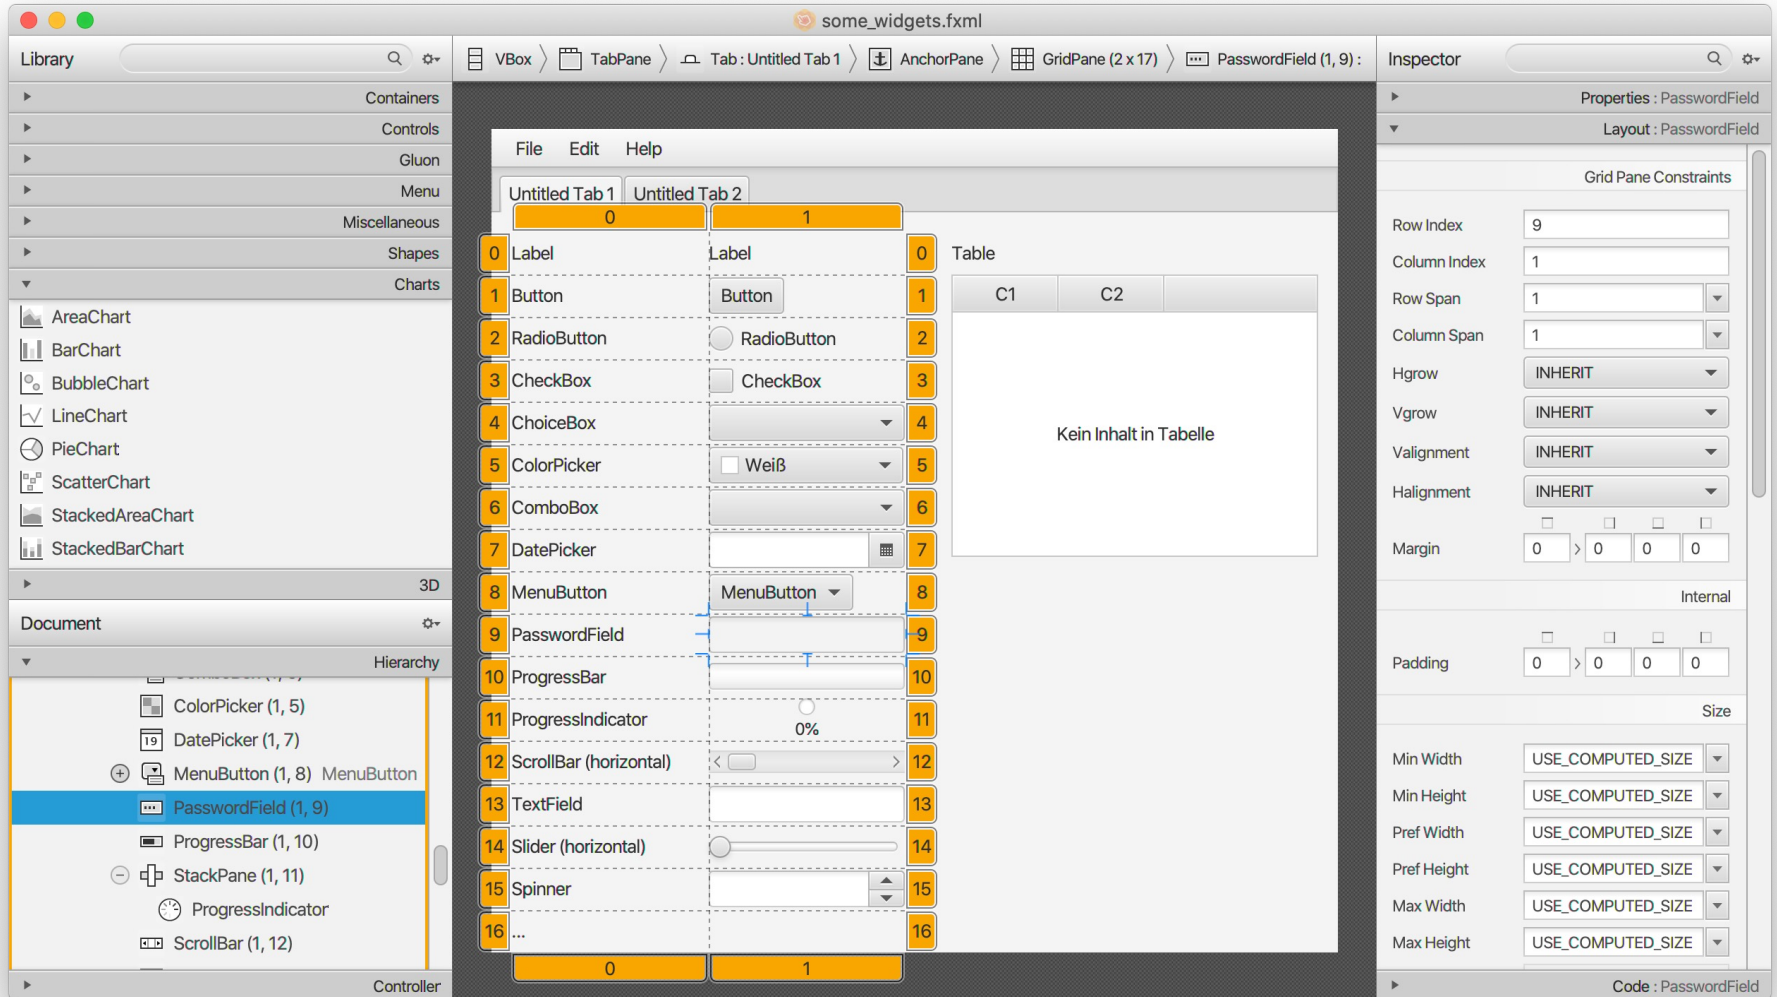 some_widgets.fxml
Library
VBox
TabPane
Tab : Untitled Tab 1
AnchorPane
GridPane (2 x 17)
PasswordField (1, 9) :
Inspector
Containers
Controls
Gluon
Menu
Miscellaneous
Shapes
Charts
AreaChart
BarChart
BubbleChart
LineChart
PieChart
ScatterChart
StackedAreaChart
StackedBarChart
3D
Document
Hierarchy
ColorPicker (1, 5)
19 DatePicker (1, 7)
MenuButton (1, 8) MenuButton
PasswordField (1, 9)
ProgressBar (1, 10)
StackPane (1, 11)
ProgressIndicator
ScrollBar (1, 12)
Controller
File Edit Help
Untitled Tab 1 Untitled Tab 2
0 1
0 Label Label 0
1 Button Button 1
2 RadioButton RadioButton 2
3 CheckBox CheckBox 3
4 ChoiceBox 4
5 ColorPicker Weiß 5
6 ComboBox 6
7 DatePicker 7
8 MenuButton MenuButton 8
9 PasswordField 9
10 ProgressBar 10
11 ProgressIndicator 0% 11
12 ScrollBar (horizontal) 12
13 TextField 13
14 Slider (horizontal) 14
15 Spinner 15
16 ... 16
0 1
Table
C1 C2
Kein Inhalt in Tabelle
Properties : PasswordField
Layout : PasswordField
Grid Pane Constraints
Row Index 9
Column Index 1
Row Span 1
Column Span 1
Hgrow INHERIT
Vgrow INHERIT
Valignment INHERIT
Halignment INHERIT
Margin 0 0 0 0
Internal
Padding 0 0 0 0
Size
Min Width USE_COMPUTED_SIZE
Min Height USE_COMPUTED_SIZE
Pref Width USE_COMPUTED_SIZE
Pref Height USE_COMPUTED_SIZE
Max Width USE_COMPUTED_SIZE
Max Height USE_COMPUTED_SIZE
Code : PasswordField